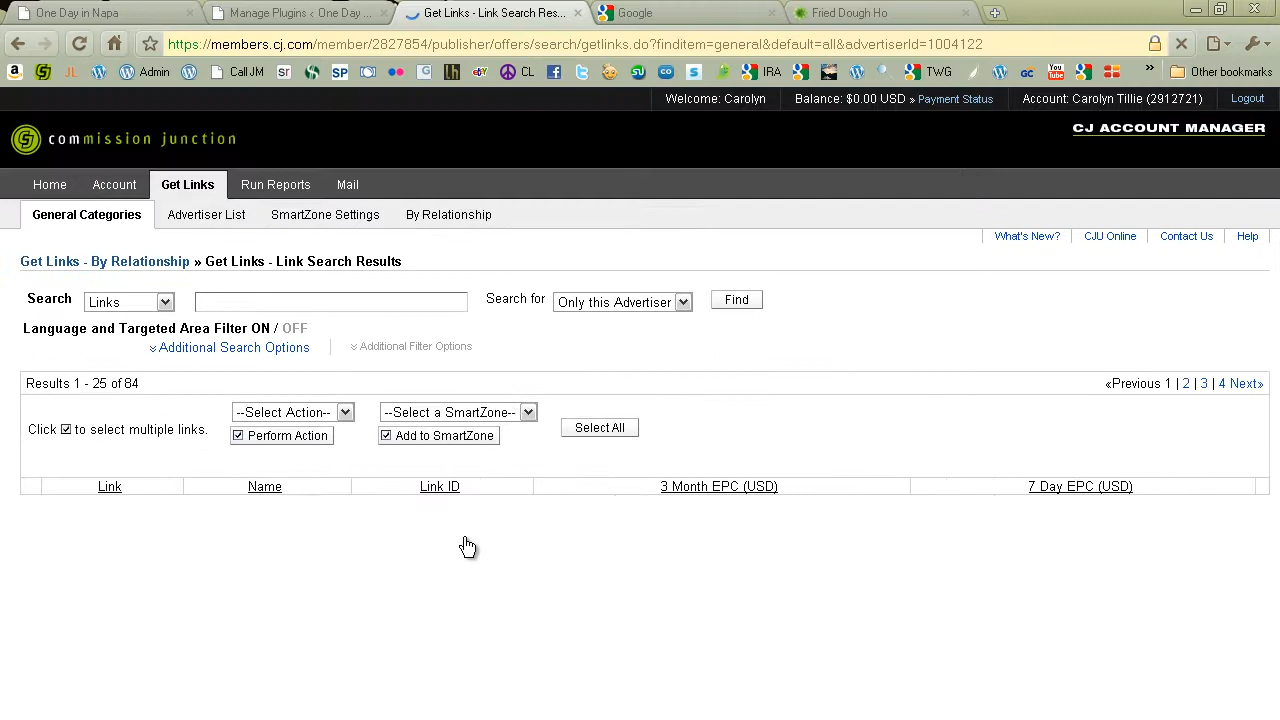 One Day in Napa
Manage Plugins ‹ One Day ...
Get Links - Link Search Res...
Google
Fried Dough Ho
https://members.cj.com/member/2827854/publisher/offers/search/getlinks.do?finditem=general&default=all&advertiserId=1004122
JL
Admin
Call JM
sr
SP
CL
IRA
TWG
GC
You Tube
»
Other bookmarks
Welcome: Carolyn
Balance: $0.00 USD » Payment Status
Account: Carolyn Tillie (2912721)
Logout
commission junction
CJ ACCOUNT MANAGER
Home
Account
Get Links
Run Reports
Mail
General Categories
Advertiser List
SmartZone Settings
By Relationship
What's New?
CJU Online
Contact Us
Help
Get Links - By Relationship » Get Links - Link Search Results
Search
Links
Search for
Only this Advertiser
Find
Language and Targeted Area Filter ON / OFF
Additional Search Options
Additional Filter Options
Results 1 - 25 of 84
«Previous 1 | 2 | 3 | 4 Next»
--Select Action--
--Select a SmartZone--
Click to select multiple links.
Perform Action
Add to SmartZone
Select All
Link
Name
Link ID
3 Month EPC (USD)
7 Day EPC (USD)